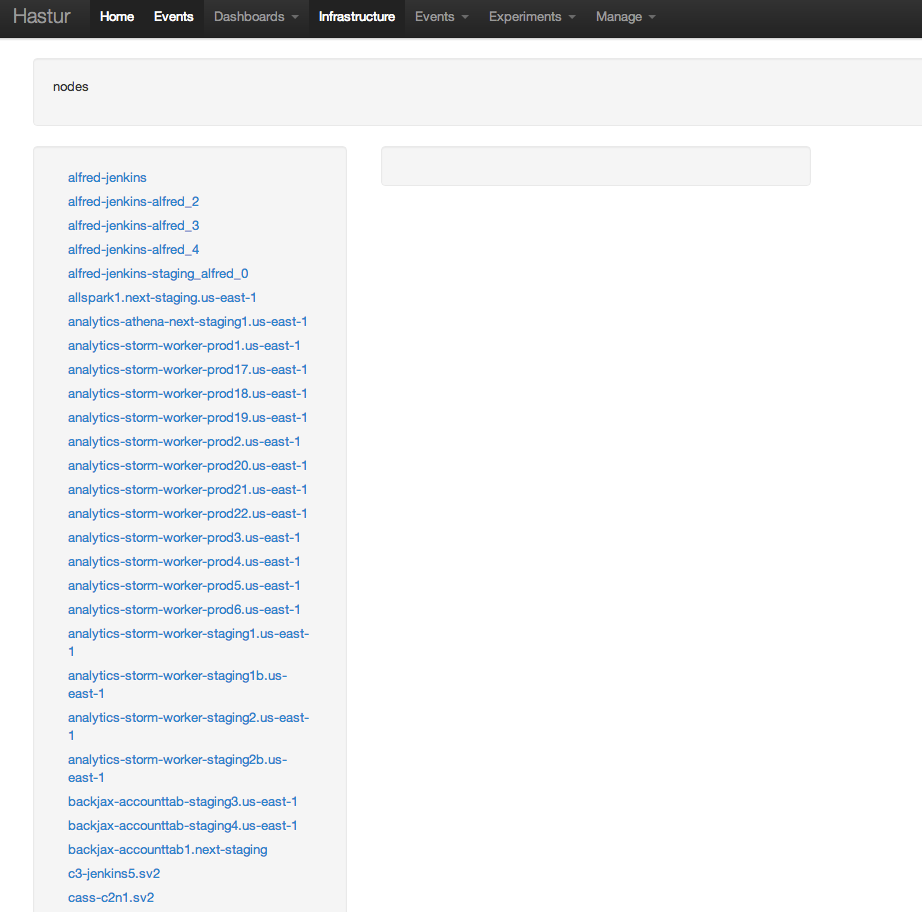 Hastur Home Events Dashboards Infrastructure Events Experiments Manage
nodes
alfred-jenkins
alfred-jenkins-alfred_2
alfred-jenkins-alfred_3
alfred-jenkins-alfred_4
alfred-jenkins-staging_alfred_0
allspark1.next-staging.us-east-1
analytics-athena-next-staging1.us-east-1
analytics-storm-worker-prod1.us-east-1
analytics-storm-worker-prod17.us-east-1
analytics-storm-worker-prod18.us-east-1
analytics-storm-worker-prod19.us-east-1
analytics-storm-worker-prod2.us-east-1
analytics-storm-worker-prod20.us-east-1
analytics-storm-worker-prod21.us-east-1
analytics-storm-worker-prod22.us-east-1
analytics-storm-worker-prod3.us-east-1
analytics-storm-worker-prod4.us-east-1
analytics-storm-worker-prod5.us-east-1
analytics-storm-worker-prod6.us-east-1
analytics-storm-worker-staging1.us-east-
1
analytics-storm-worker-staging1b.us-
east-1
analytics-storm-worker-staging2.us-east-
1
analytics-storm-worker-staging2b.us-
east-1
backjax-accounttab-staging3.us-east-1
backjax-accounttab-staging4.us-east-1
backjax-accounttab1.next-staging
c3-jenkins5.sv2
cass-c2n1.sv2